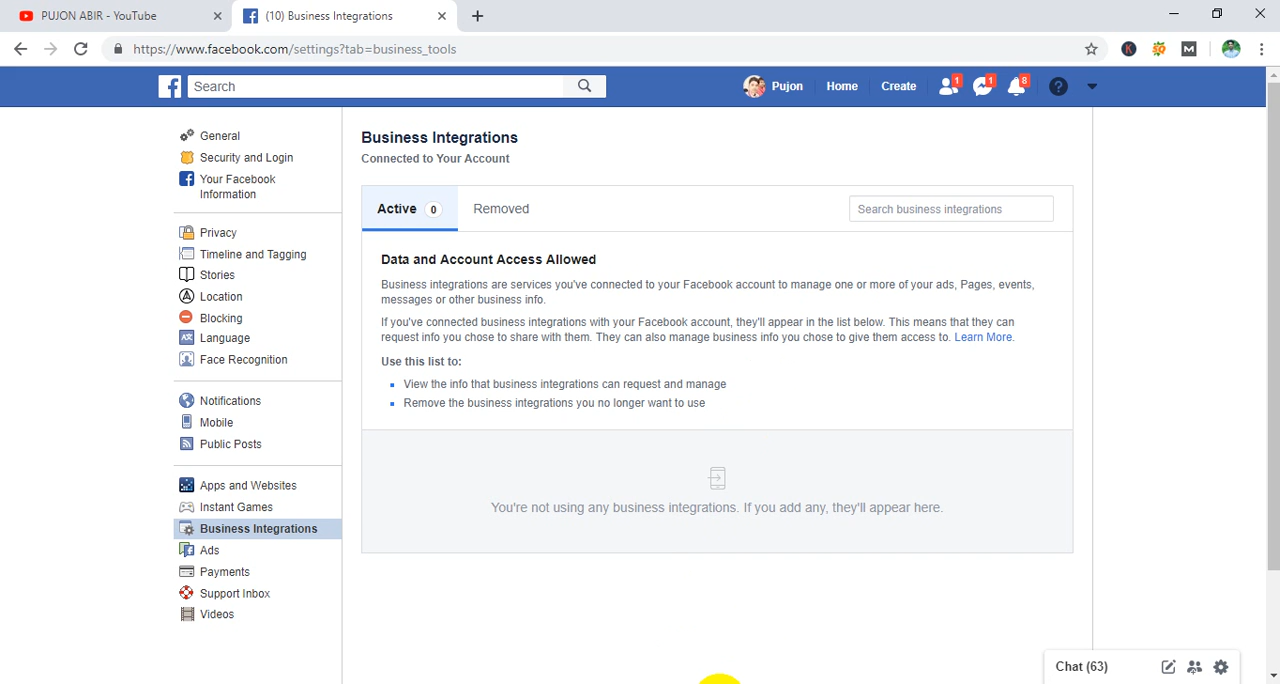 PUJON ABIR - YouTube
(10) Business Integrations
https://www.facebook.com/settings?tab=business_tools
Search
Pujon
Home
Create
1
1
8
General
Security and Login
Your Facebook
Information
Privacy
Timeline and Tagging
Stories
Location
Blocking
Language
Face Recognition
Notifications
Mobile
Public Posts
Apps and Websites
Instant Games
Business Integrations
Ads
Payments
Support Inbox
Videos
Business Integrations
Connected to Your Account
Active 0
Removed
Search business integrations
Data and Account Access Allowed
Business integrations are services you've connected to your Facebook account to manage one or more of your ads, Pages, events,
messages or other business info.
If you've connected business integrations with your Facebook account, they'll appear in the list below. This means that they can
request info you chose to share with them. They can also manage business info you chose to give them access to. Learn More.
Use this list to:
View the info that business integrations can request and manage
Remove the business integrations you no longer want to use
You're not using any business integrations. If you add any, they'll appear here.
Chat (63)